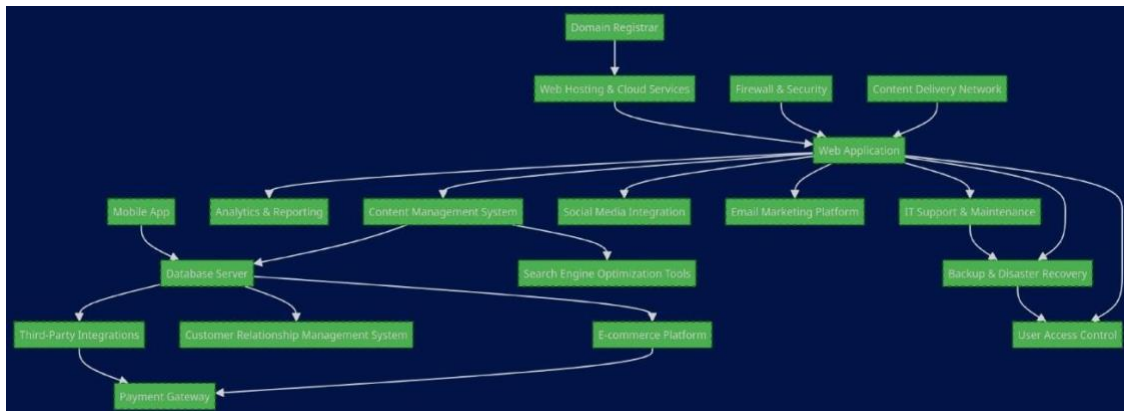 Domain Registrar
Web Hosting & Cloud Services
Firewall & Security
Content Delivery Network
Web Application
Mobile App
Analytics & Reporting
Content Management System
Social Media Integration
Email Marketing Platform
IT Support & Maintenance
Database Server
Search Engine Optimization Tools
Backup & Disaster Recovery
Third-Party Integrations
Customer Relationship Management System
E-commerce Platform
User Access Control
Payment Gateway